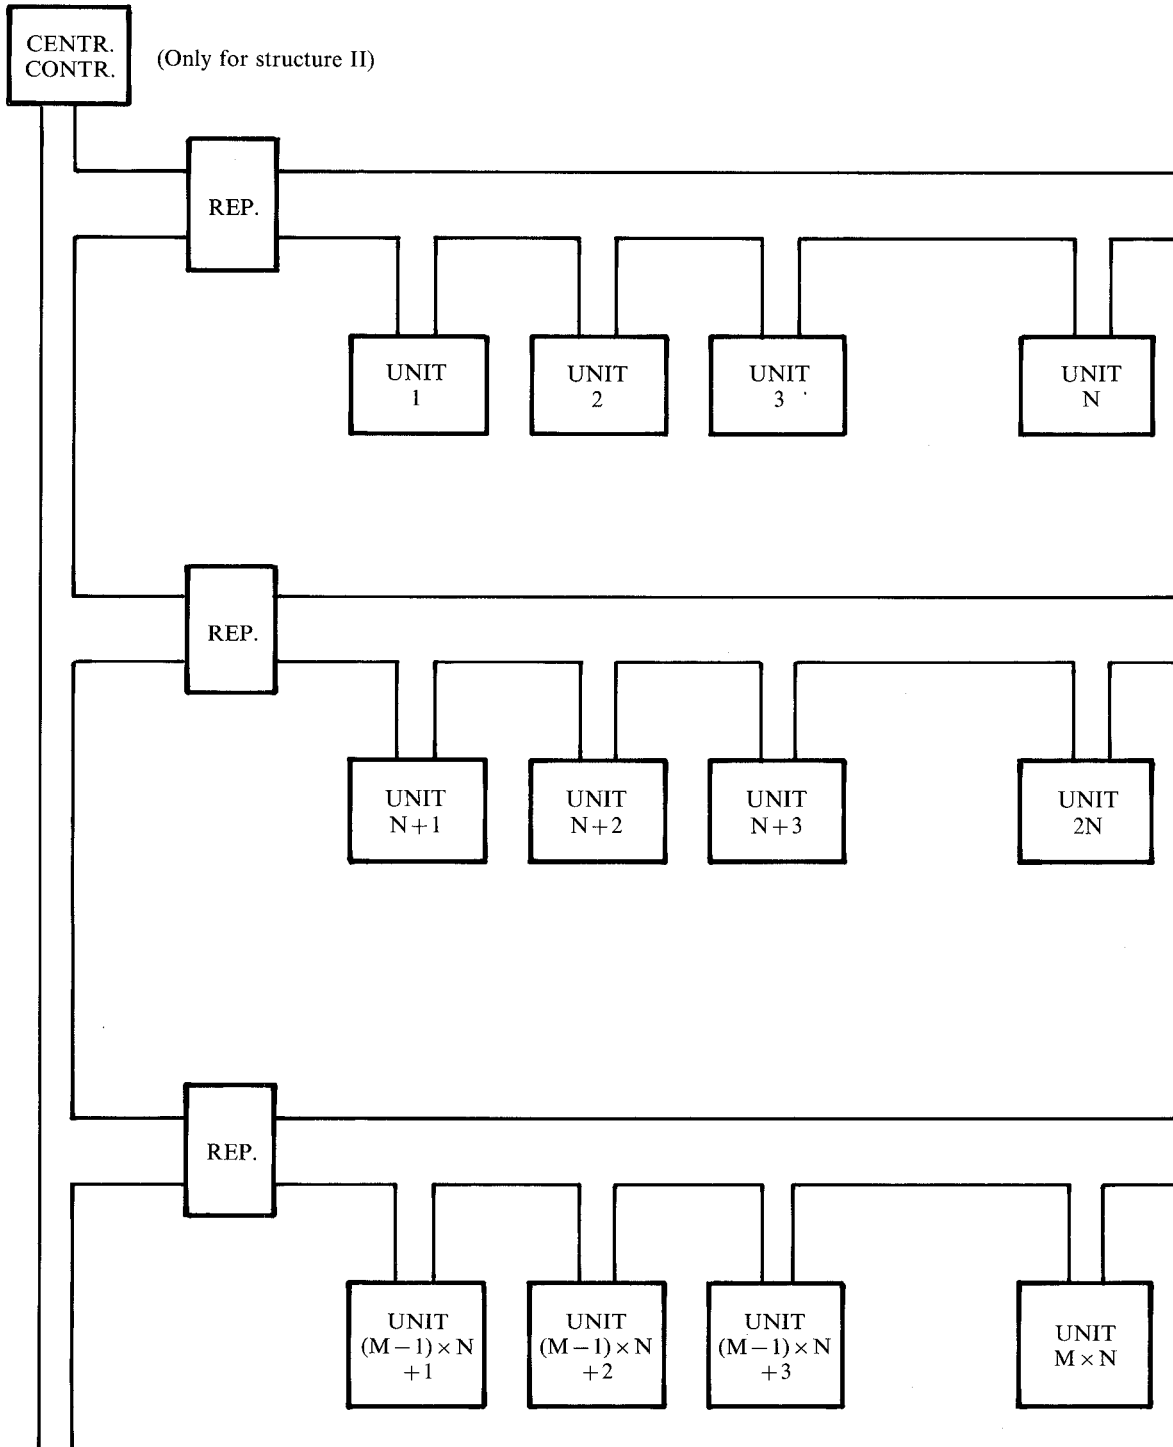 CENTR.
CONTR.
(Only for structure II)
REP.
UNIT
1
UNIT
2
UNIT
3
UNIT
N
REP.
UNIT
N+1
UNIT
N+2
UNIT
N+3
UNIT
2N
REP.
UNIT
(M−1)×N
+1
UNIT
(M−1)×N
+2
UNIT
(M−1)×N
+3
UNIT
M×N